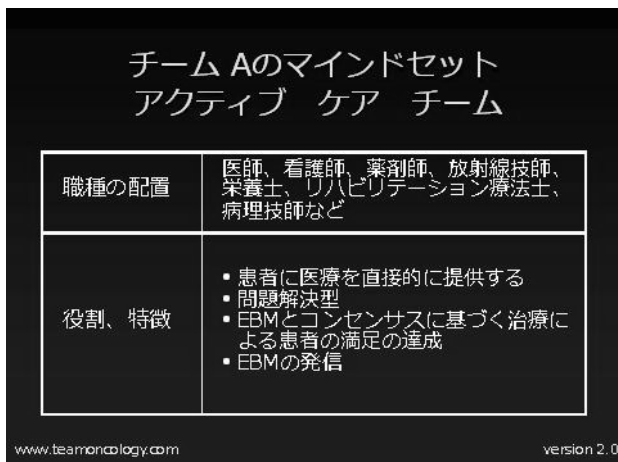 チーム Aのマインドセット
アクティブ ケア チーム
職種の配置
医師、看護師、薬剤師、放射線技師、
栄養士、リハビリテーション療法士、
病理技師など
役割、特徴
• 患者に医療を直接的に提供する
• 問題解決型
• EBMとコンセンサスに基づく治療に
よる患者の満足の達成
• EBMの発信
www.teamoncology.com
version 2.0